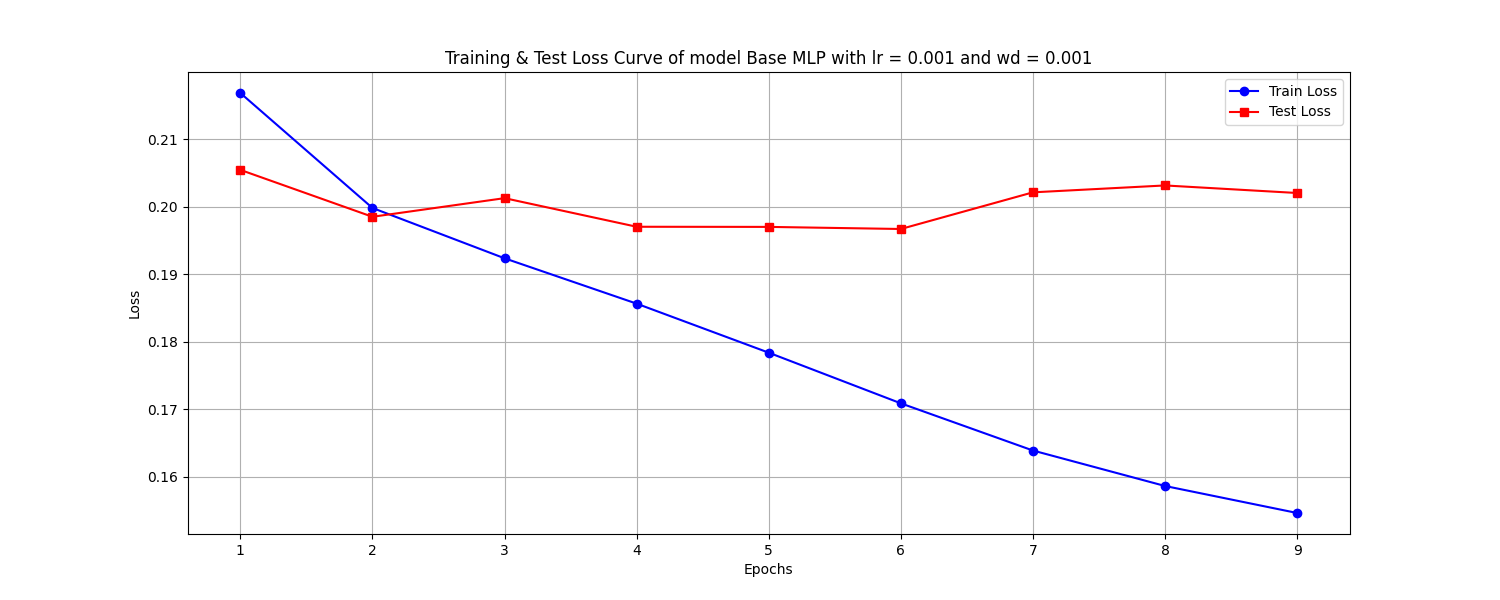 Training & Test Loss Curve of model Base MLP with lr = 0.001 and wd = 0.001
Train Loss
Test Loss
0.21
0.20
0.19
0.18
0.17
0.16
Loss
1 2 3 4 5 6 7 8 9
Epochs